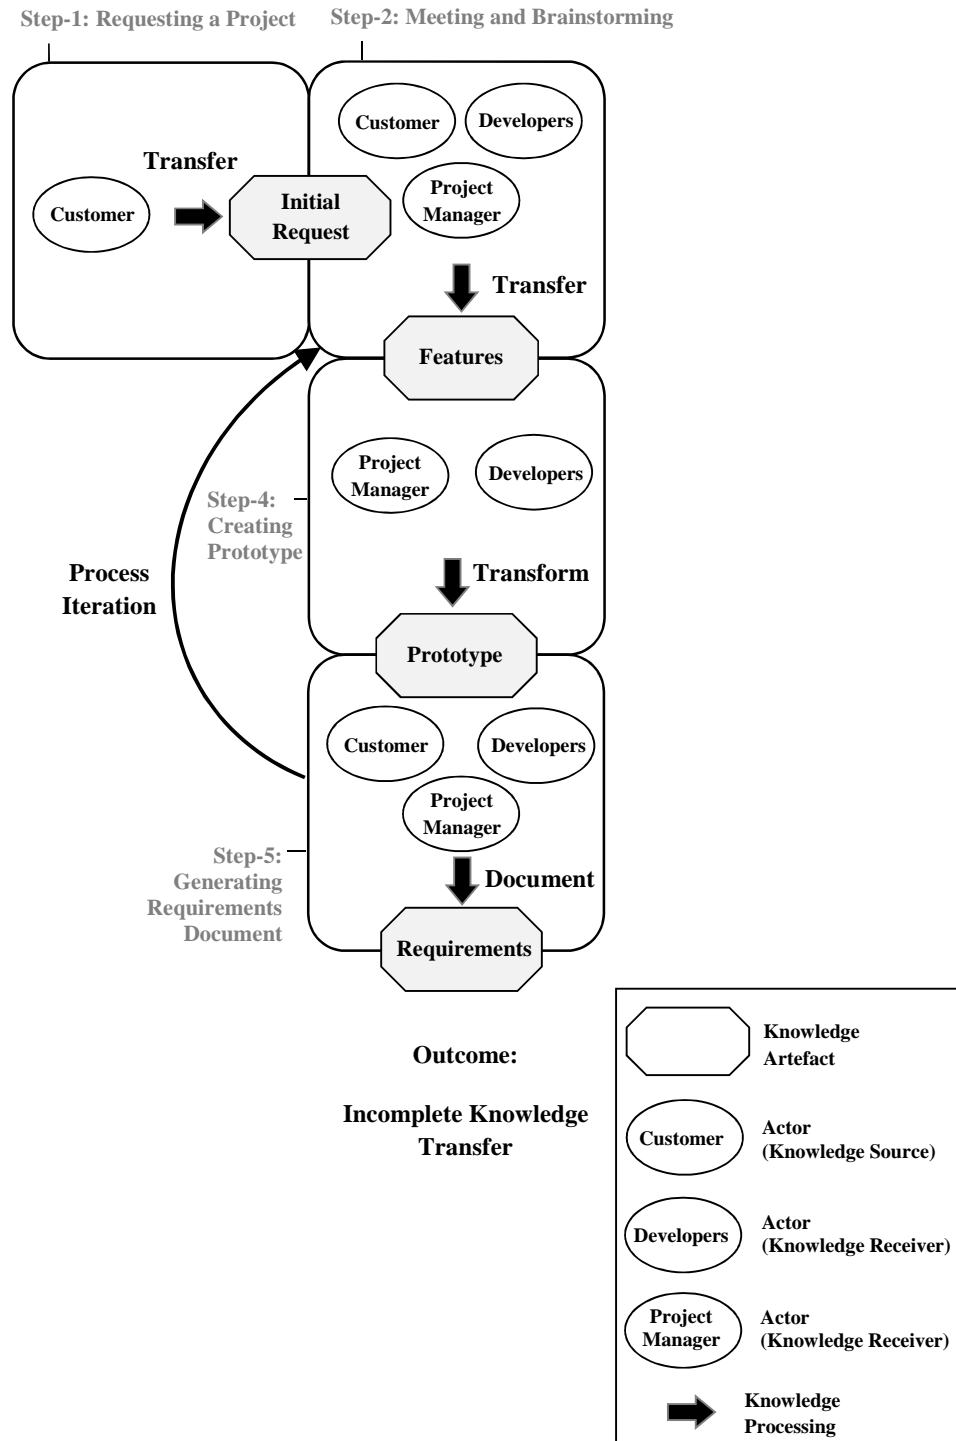 Step-1: Requesting a Project
Step-2: Meeting and Brainstorming
Customer
Transfer
Initial
Request
Customer
Developers
Project
Manager
Transfer
Features
Step-4:
Creating
Prototype
Project
Manager
Developers
Transform
Process
Iteration
Prototype
Customer
Developers
Project
Manager
Step-5:
Generating
Requirements
Document
Document
Requirements
Outcome:
Incomplete Knowledge
Transfer
Knowledge
Artefact
Customer
Actor
(Knowledge Source)
Developers
Actor
(Knowledge Receiver)
Project
Manager
Actor
(Knowledge Receiver)
Knowledge
Processing